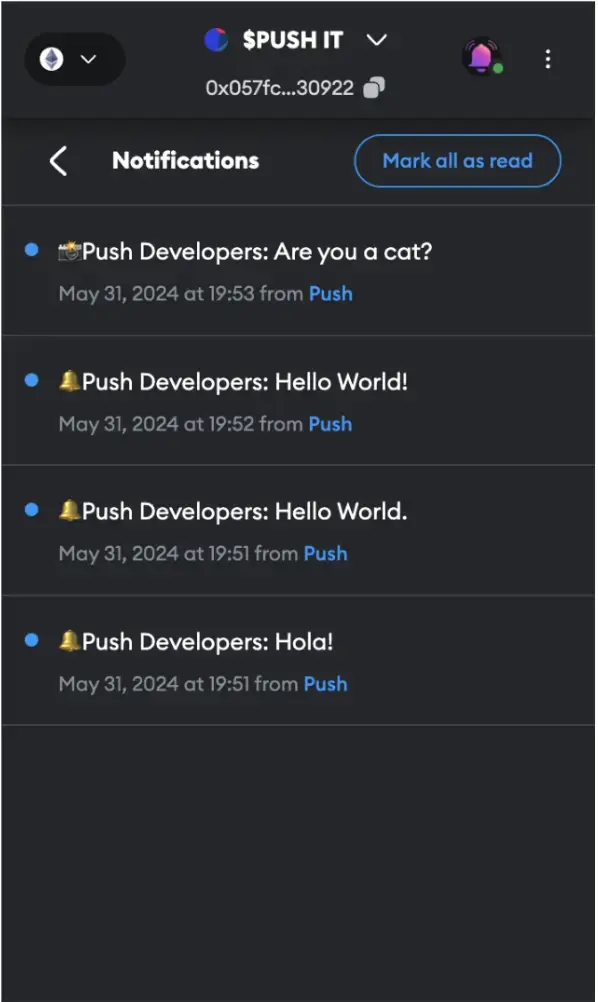 $PUSH IT
0x057fc...30922
Notifications
Mark all as read
📸Push Developers: Are you a cat?
May 31, 2024 at 19:53 from Push
🔔Push Developers: Hello World!
May 31, 2024 at 19:52 from Push
🔔Push Developers: Hello World.
May 31, 2024 at 19:51 from Push
🔔Push Developers: Hola!
May 31, 2024 at 19:51 from Push